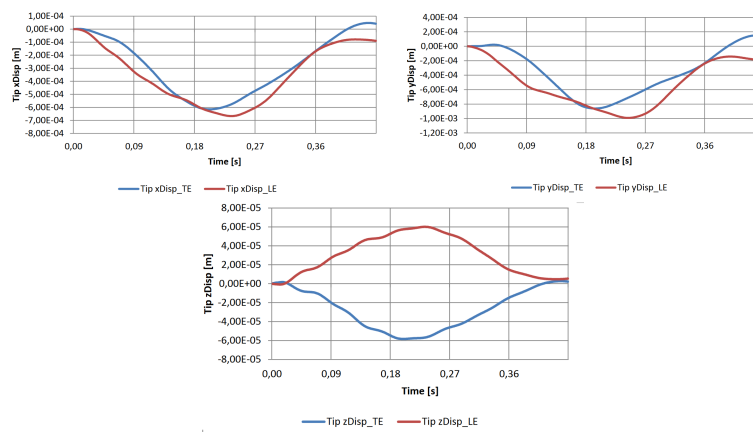 Tip xDisp [m]
1,00E-04
0,00E+00
-1,00E-04
-2,00E-04
-3,00E-04
-4,00E-04
-5,00E-04
-6,00E-04
-7,00E-04
-8,00E-04
0,00 0,09 0,18 0,27 0,36
Time [s]
Tip xDisp_TE Tip xDisp_LE
Tip yDisp [m]
4,00E-04
2,00E-04
0,00E+00
-2,00E-04
-4,00E-04
-6,00E-04
-8,00E-04
-1,00E-03
-1,20E-03
0,00 0,09 0,18 0,27 0,36
Time [s]
Tip yDisp_TE Tip yDisp_LE
Tip zDisp [m]
8,00E-05
6,00E-05
4,00E-05
2,00E-05
0,00E+00
-2,00E-05
-4,00E-05
-6,00E-05
-8,00E-05
0,00 0,09 0,18 0,27 0,36
Time [s]
Tip zDisp_TE Tip zDisp_LE